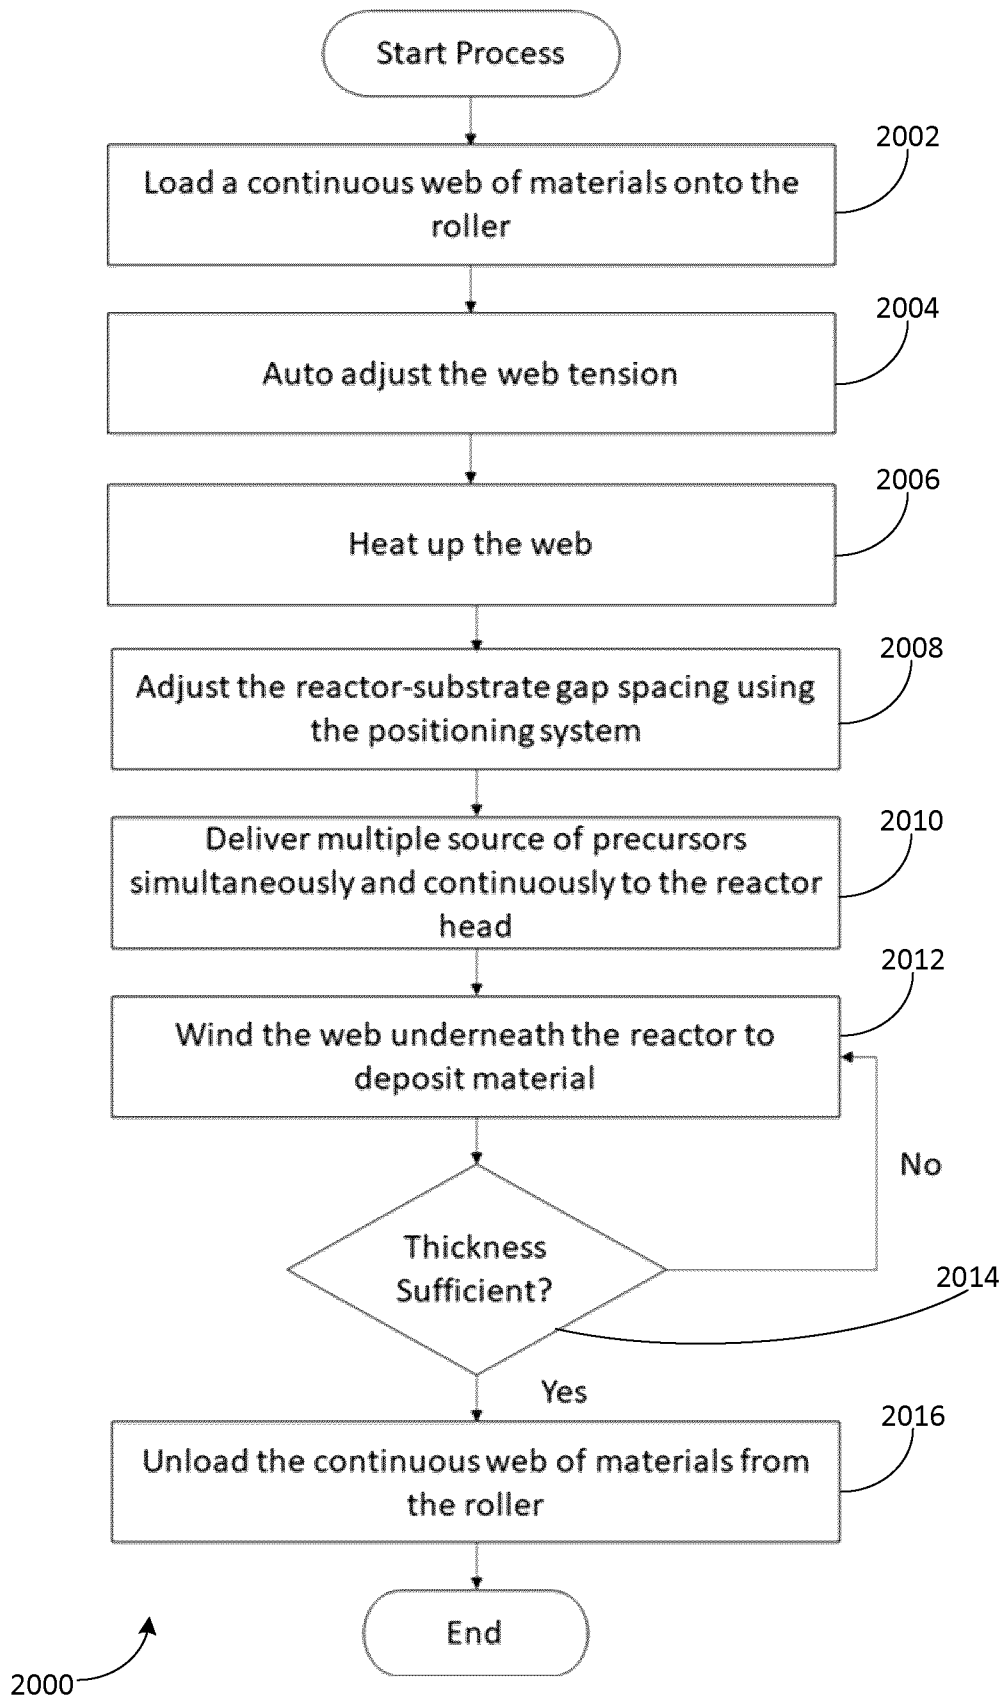 Start Process
2002
Load a continuous web of materials onto the
roller
2004
Auto adjust the web tension
2006
Heat up the web
2008
Adjust the reactor-substrate gap spacing using
the positioning system
2010
Deliver multiple source of precursors
simultaneously and continuously to the reactor
head
2012
Wind the web underneath the reactor to
deposit material
No
Thickness
Sufficient?
2014
Yes
2016
Unload the continuous web of materials from
the roller
End
2000